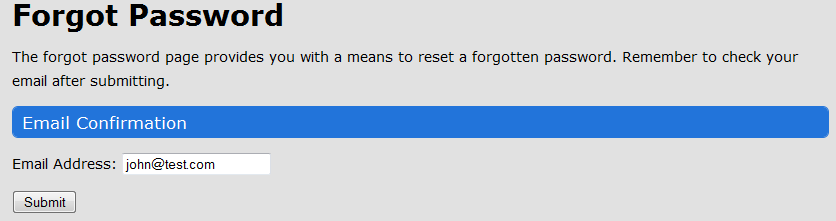 Forgot Password
The forgot password page provides you with a means to reset a forgotten password. Remember to check your
email after submitting.
Email Confirmation
Email Address: john@test.com
Submit